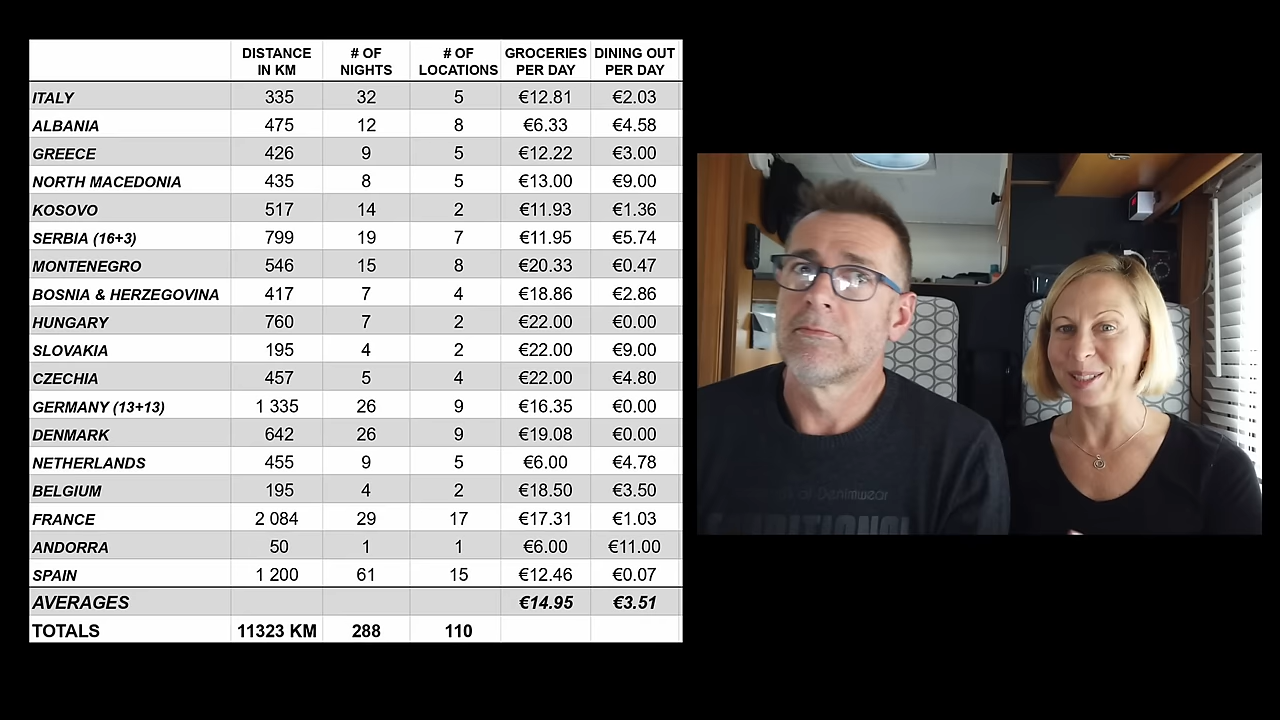 DISTANCE IN KM # OF NIGHTS # OF LOCATIONS GROCERIES PER DAY DINING OUT PER DAY
ITALY 335 32 5 €12.81 €2.03
ALBANIA 475 12 8 €6.33 €4.58
GREECE 426 9 5 €12.22 €3.00
NORTH MACEDONIA 435 8 5 €13.00 €9.00
KOSOVO 517 14 2 €11.93 €1.36
SERBIA (16+3) 799 19 7 €11.95 €5.74
MONTENEGRO 546 15 8 €20.33 €0.47
BOSNIA & HERZEGOVINA 417 7 4 €18.86 €2.86
HUNGARY 760 7 2 €22.00 €0.00
SLOVAKIA 195 4 2 €22.00 €9.00
CZECHIA 457 5 4 €22.00 €4.80
GERMANY (13+13) 1 335 26 9 €16.35 €0.00
DENMARK 642 26 9 €19.08 €0.00
NETHERLANDS 455 9 5 €6.00 €4.78
BELGIUM 195 4 2 €18.50 €3.50
FRANCE 2 084 29 17 €17.31 €1.03
ANDORRA 50 1 1 €6.00 €11.00
SPAIN 1 200 61 15 €12.46 €0.07
AVERAGES €14.95 €3.51
TOTALS 11323 KM 288 110
Denimwear